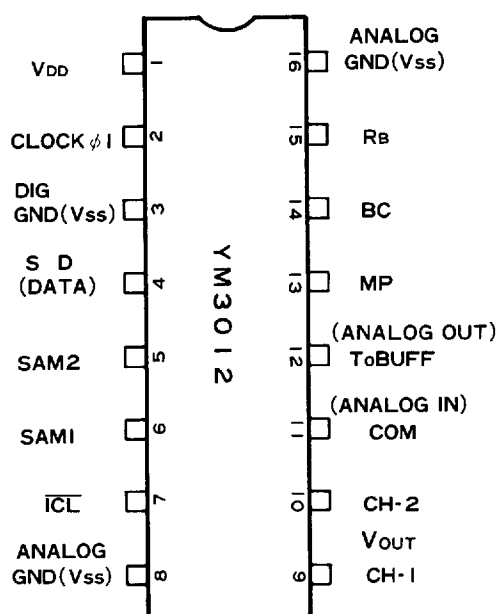 VDD 1
CLOCK φ1 2
DIG
GND(Vss) 3
S D
(DATA) 4
SAM2 5
SAM1 6
ICL 7
ANALOG
GND(Vss) 8
YM3012
ANALOG
GND(Vss) 16
RB 15
BC 14
MP 13
(ANALOG OUT)
ToBUFF 12
(ANALOG IN)
COM 11
CH-2 10
VOUT
CH-1 9